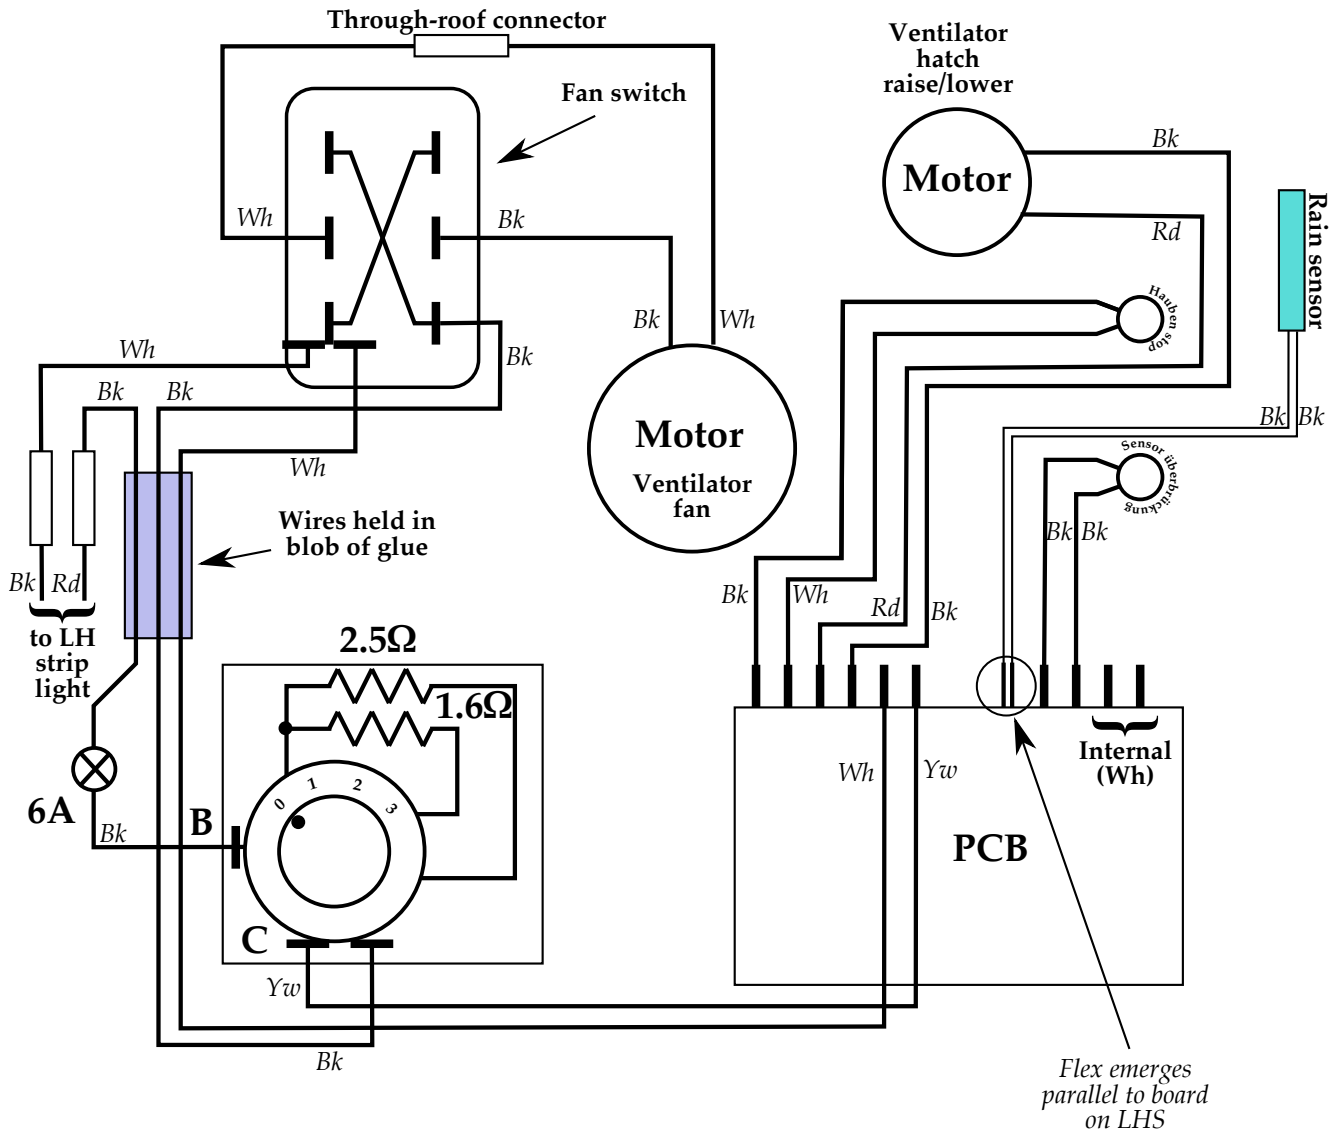 Through-roof connector
Ventilator
hatch
raise/lower
Fan switch
Motor
Bk
Rd
Rain sensor
Wh
Bk
Hauben stop
Bk
Wh
Wh
Bk
Bk
Bk
Bk
Bk
Sensor überbrückung
Motor
Ventilator
fan
Wh
Wires held in
blob of glue
Bk
Bk
Bk
Rd
Bk
Wh
Rd
Bk
to LH
strip
light
2.5Ω
1.6Ω
Internal
(Wh)
Wh
Yw
0 1 2 3
6A
B
Bk
PCB
C
Yw
Bk
Flex emerges
parallel to board
on LHS